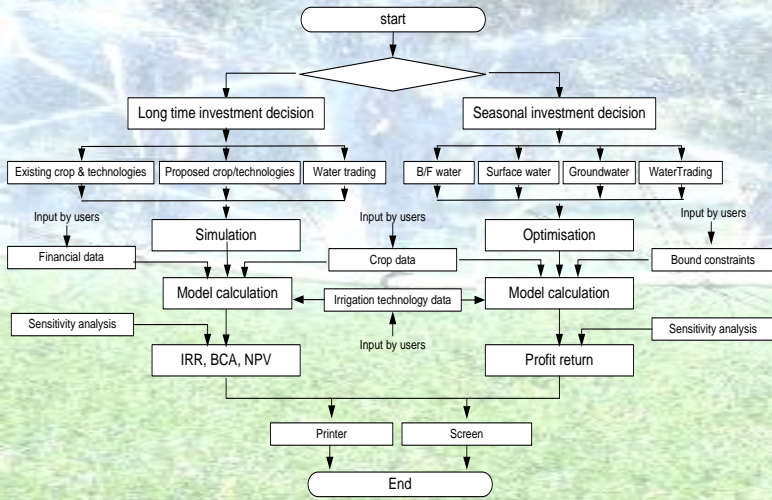 start
Long time investment decision
Seasonal investment decision
Existing crop & technologies
Proposed crop/technologies
Water trading
B/F water
Surface water
Groundwater
WaterTrading
Input by users
Simulation
Input by users
Optimisation
Input by users
Financial data
Crop data
Bound constraints
Model calculation
Irrigation technology data
Model calculation
Sensitivity analysis
Input by users
Sensitivity analysis
IRR, BCA, NPV
Profit return
Printer
Screen
End